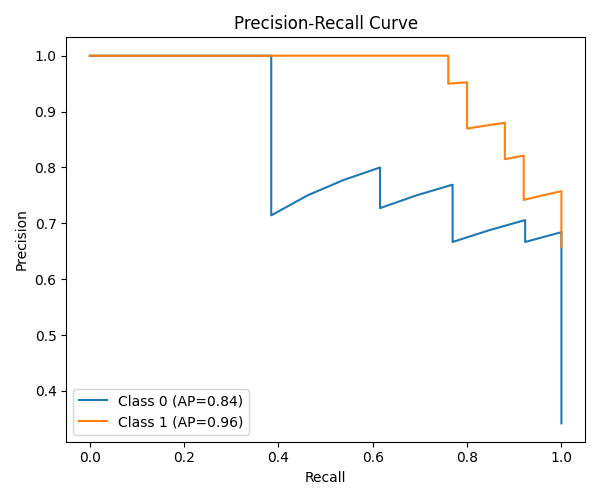 Precision-Recall Curve
Precision
1.0
0.9
0.8
0.7
0.6
0.5
0.4
Class 0 (AP=0.84)
Class 1 (AP=0.96)
0.0 0.2 0.4 0.6 0.8 1.0
Recall